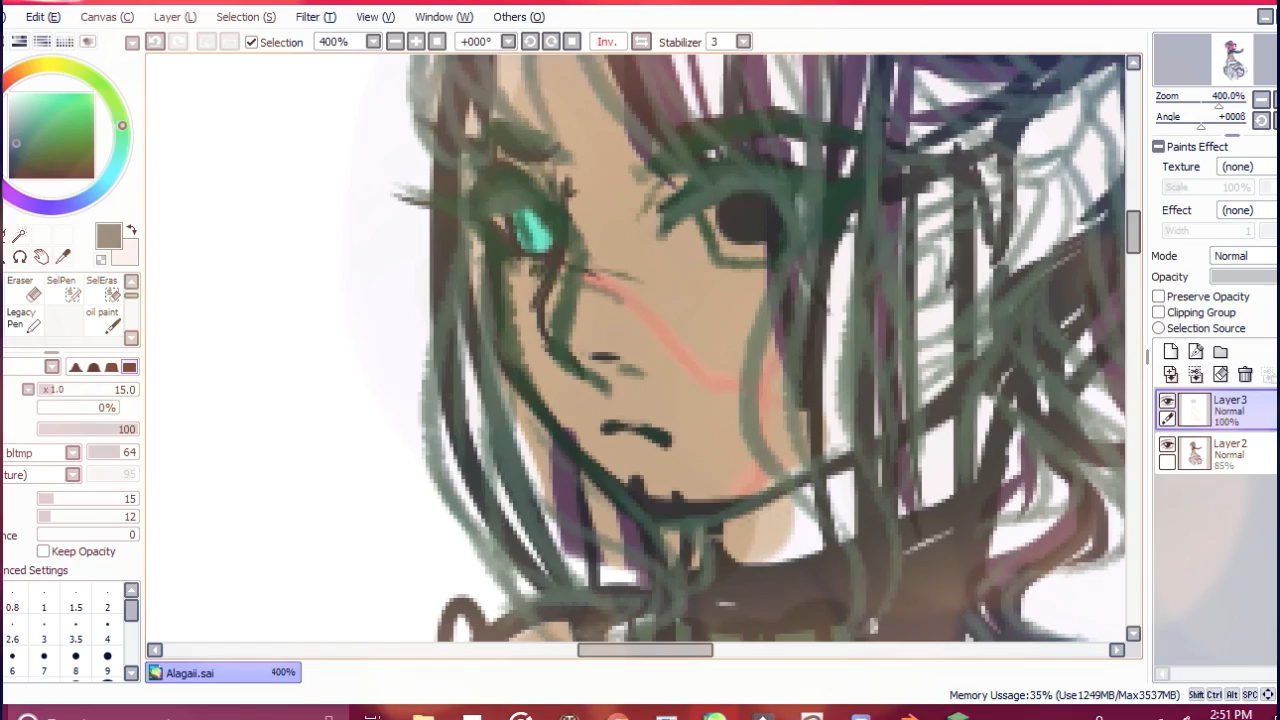 Edit (E) Canvas (C) Layer (L) Selection (S) Filter (T) View (V) Window (W) Others (O)
Selection 400% +000° Inv. Stabilizer 3
Zoom 400.0%
Angle +000δ
Paints Effect
Texture (none)
Scale 100%
Effect (none)
Width 1
Mode Normal
Opacity
Preserve Opacity
Clipping Group
Selection Source
Layer3
Normal
100%
Layer2
Normal
85%
Eraser SelPen SelEras
Legacy Pen oil paint
x1.0 15.0
0%
100
bltmp 64
ture) 95
15
12
nce 0
Keep Opacity
nced Settings
0.8 1 1.5 2
2.6 3 3.5 4
6 7 8 9
Alagaii.sai 400%
Memory Ussage:35% (Use1249MB/Max3537MB) Shift Ctrl Alt SPC
2:51 PM